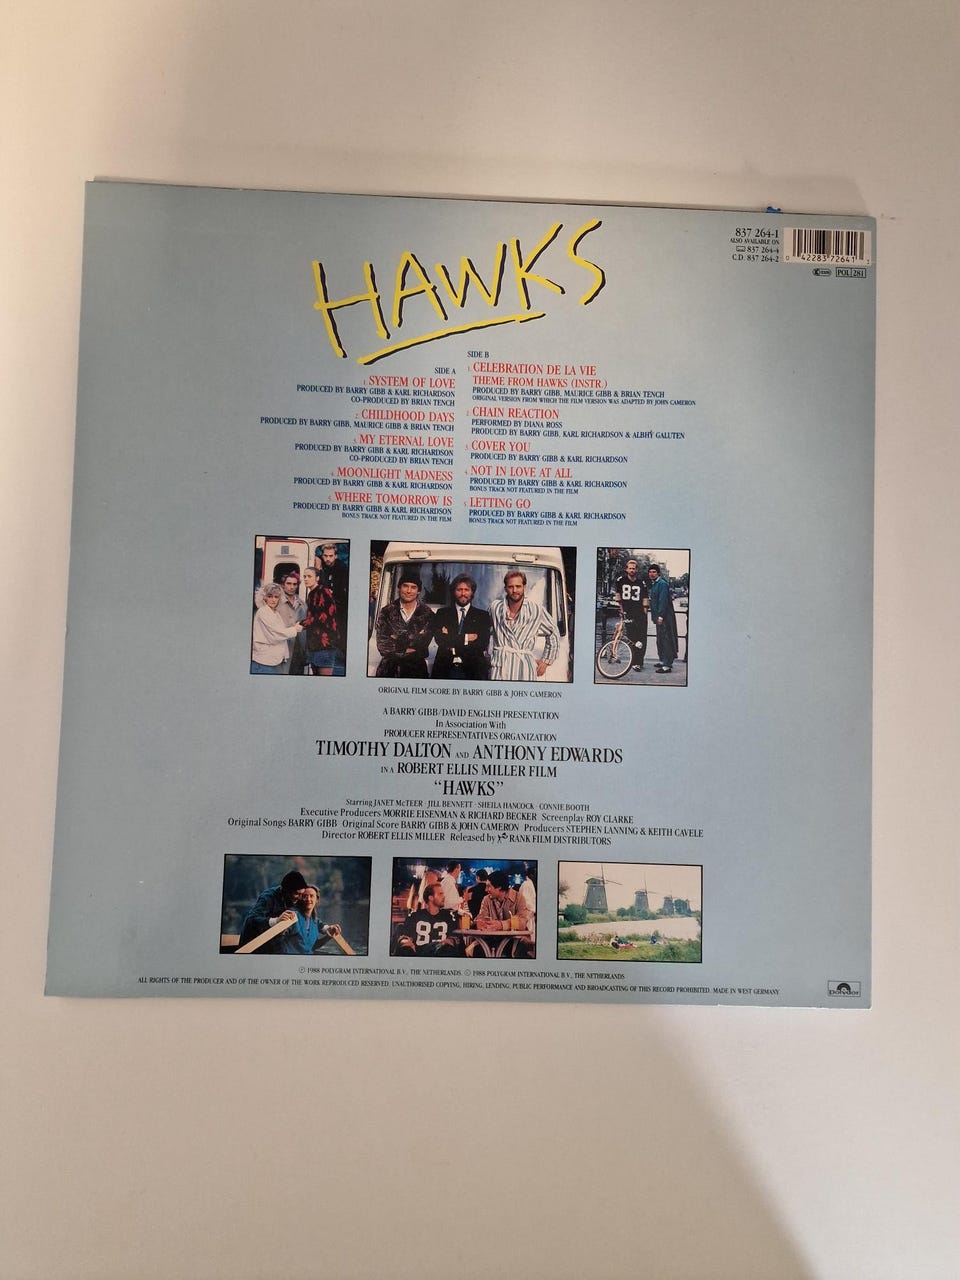 HAWKS
837 264-1
ALSO AVAILABLE ON
837 264-4
C.D. 837 264-2
0 42283 72641 1
POL 281
SIDE A
1. SYSTEM OF LOVE
PRODUCED BY BARRY GIBB & KARL RICHARDSON
CO-PRODUCED BY BRIAN TENCH
2. CHILDHOOD DAYS
PRODUCED BY BARRY GIBB, MAURICE GIBB & BRIAN TENCH
3. MY ETERNAL LOVE
PRODUCED BY BARRY GIBB & KARL RICHARDSON
CO-PRODUCED BY BRIAN TENCH
4. MOONLIGHT MADNESS
PRODUCED BY BARRY GIBB & KARL RICHARDSON
5. WHERE TOMORROW IS
PRODUCED BY BARRY GIBB & KARL RICHARDSON
BONUS TRACK NOT FEATURED IN THE FILM
SIDE B
1. CELEBRATION DE LA VIE
THEME FROM HAWKS (INSTR.)
PRODUCED BY BARRY GIBB, MAURICE GIBB & BRIAN TENCH
ORIGINAL VERSION FROM WHICH THE FILM VERSION WAS ADAPTED BY JOHN CAMERON
2. CHAIN REACTION
PERFORMED BY DIANA ROSS
PRODUCED BY BARRY GIBB, KARL RICHARDSON & ALBHY GALUTEN
3. COVER YOU
PRODUCED BY BARRY GIBB & KARL RICHARDSON
4. NOT IN LOVE AT ALL
PRODUCED BY BARRY GIBB & KARL RICHARDSON
BONUS TRACK NOT FEATURED IN THE FILM
5. LETTING GO
PRODUCED BY BARRY GIBB & KARL RICHARDSON
BONUS TRACK NOT FEATURED IN THE FILM
83
ORIGINAL FILM SCORE BY BARRY GIBB & JOHN CAMERON
A BARRY GIBB/DAVID ENGLISH PRESENTATION
In Association With
PRODUCER REPRESENTATIVES ORGANIZATION
TIMOTHY DALTON AND ANTHONY EDWARDS
IN A ROBERT ELLIS MILLER FILM
"HAWKS"
Starring JANET McTEER · JILL BENNETT · SHEILA HANCOCK · CONNIE BOOTH
Executive Producers MORRIE EISENMAN & RICHARD BECKER Screenplay ROY CLARKE
Original Songs BARRY GIBB Original Score BARRY GIBB & JOHN CAMERON Producers STEPHEN LANNING & KEITH CAVELE
Director ROBERT ELLIS MILLER Released by RANK FILM DISTRIBUTORS
83
℗ 1988 POLYGRAM INTERNATIONAL B.V., THE NETHERLANDS. © 1988 POLYGRAM INTERNATIONAL B.V., THE NETHERLANDS
ALL RIGHTS OF THE PRODUCER AND OF THE OWNER OF THE WORK REPRODUCED RESERVED. UNAUTHORISED COPYING, HIRING, LENDING, PUBLIC PERFORMANCE AND BROADCASTING OF THIS RECORD PROHIBITED. MADE IN WEST GERMANY
polydor